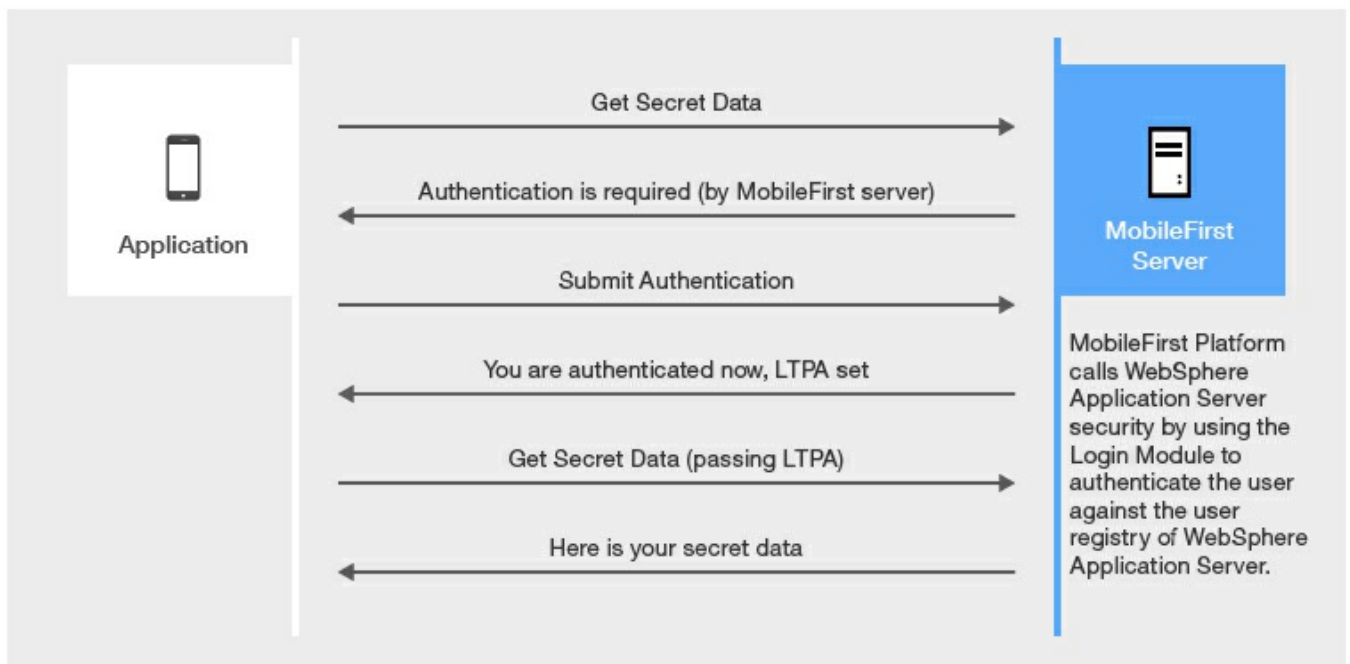 Get Secret Data
Authentication is required (by MobileFirst server)
Application
MobileFirst
Server
Submit Authentication
You are authenticated now, LTPA set
Get Secret Data (passing LTPA)
Here is your secret data
MobileFirst Platform
calls WebSphere
Application Server
security by using the
Login Module to
authenticate the user
against the user
registry of WebSphere
Application Server.